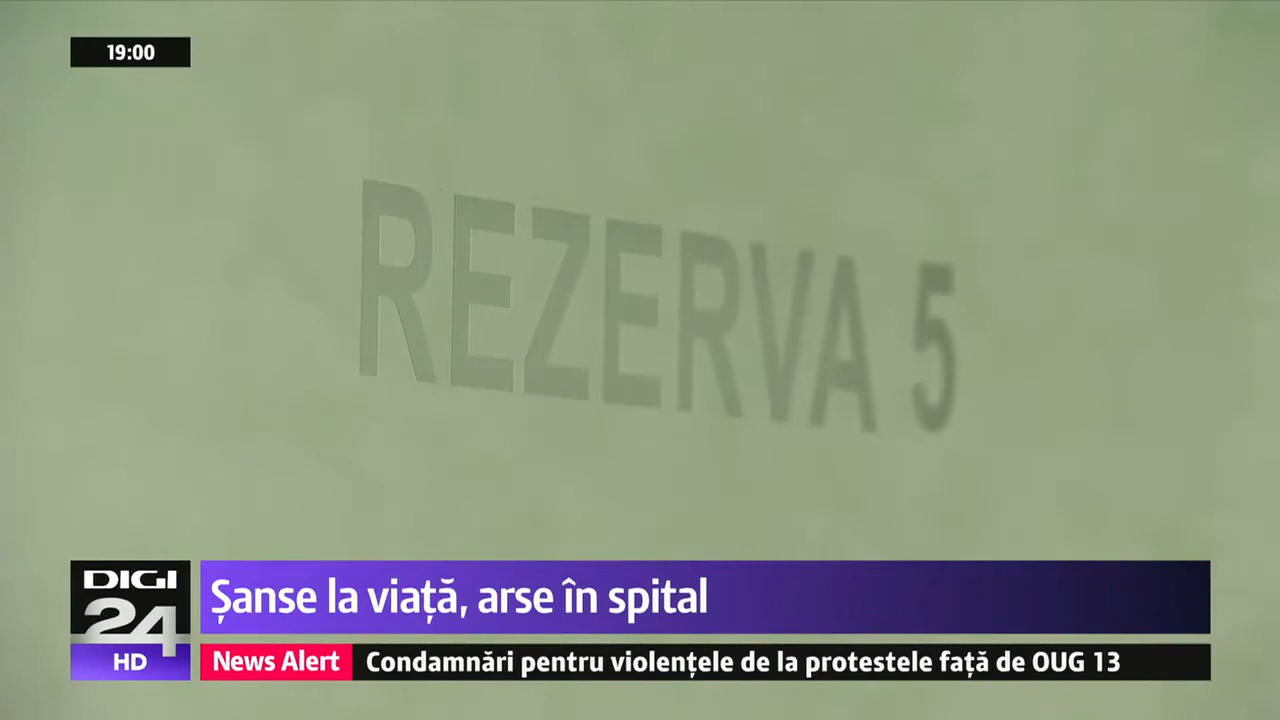 19:00
REZERVA 5
DIGI
24
HD
Șanse la viață, arse în spital
News Alert
Condamnări pentru violențele de la protestele față de OUG 13